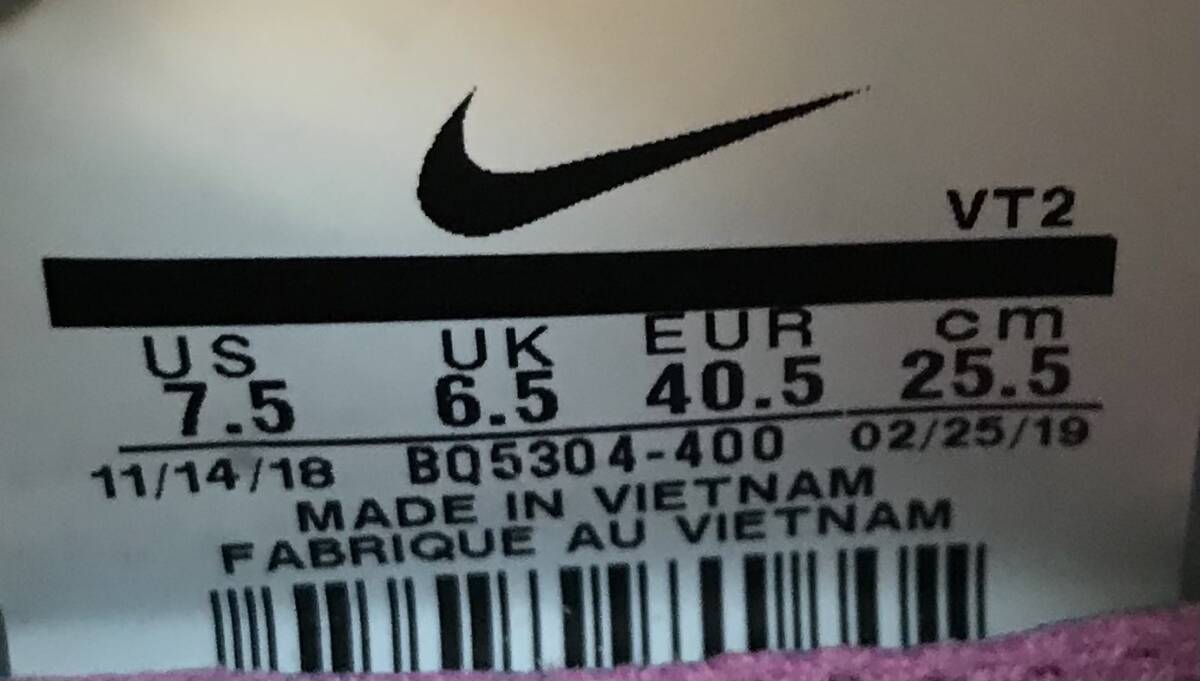 VT2
US UK EUR cm
7.5 6.5 40.5 25.5
11/14/18 BQ5304-400 02/25/19
MADE IN VIETNAM
FABRIQUE AU VIETNAM